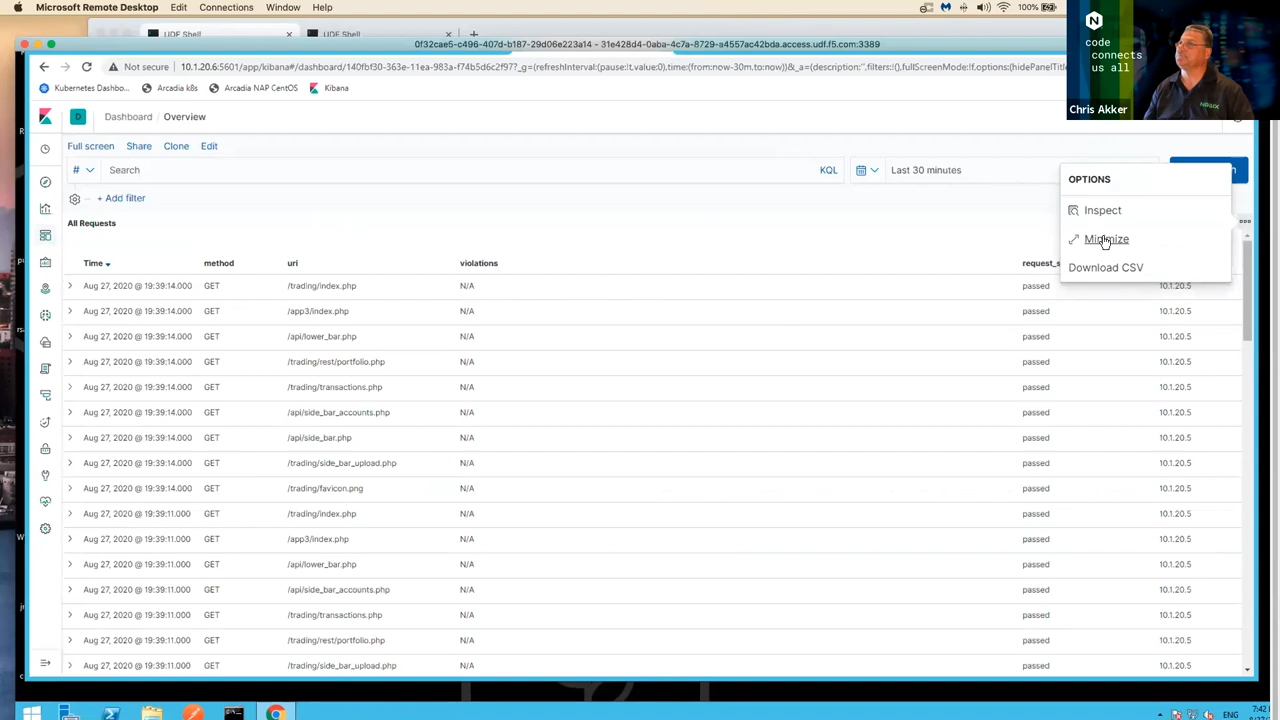 Microsoft Remote Desktop Edit Connections Window Help
100%
UDF Shell
UDF Shell
0f32cae5-c496-407d-b187-29d06e223a14 - 31e428d4-0aba-4c7a-8729-a4557ac42bda.access.udf.f5.com:3389
Not secure 10.1.20.6:5601/app/kibana#/dashboard/140fbf30-363e-11ea-983a-f74b5d6c2f97?_g=(refreshInterval:(pause:!t,value:0),time:(from:now-30m,to:now))&_a=(description:'',filters:!(),fullScreenMode:!f,options:(hidePanelTitle
Kubernetes Dashbo... Arcadia k8s Arcadia NAP CentOS Kibana
code
connects
us all
Chris Akker
D Dashboard Overview
Full screen Share Clone Edit
# Search KQL Last 30 minutes
+ Add filter
OPTIONS
Inspect
Minimize
Download CSV
All Requests
Time method uri violations request_s
Aug 27, 2020 @ 19:39:14.000 GET /trading/index.php N/A passed 10.1.20.5
Aug 27, 2020 @ 19:39:14.000 GET /app3/index.php N/A passed 10.1.20.5
Aug 27, 2020 @ 19:39:14.000 GET /api/lower_bar.php N/A passed 10.1.20.5
Aug 27, 2020 @ 19:39:14.000 GET /trading/rest/portfolio.php N/A passed 10.1.20.5
Aug 27, 2020 @ 19:39:14.000 GET /trading/transactions.php N/A passed 10.1.20.5
Aug 27, 2020 @ 19:39:14.000 GET /api/side_bar_accounts.php N/A passed 10.1.20.5
Aug 27, 2020 @ 19:39:14.000 GET /api/side_bar.php N/A passed 10.1.20.5
Aug 27, 2020 @ 19:39:14.000 GET /trading/side_bar_upload.php N/A passed 10.1.20.5
Aug 27, 2020 @ 19:39:14.000 GET /trading/favicon.png N/A passed 10.1.20.5
Aug 27, 2020 @ 19:39:11.000 GET /trading/index.php N/A passed 10.1.20.5
Aug 27, 2020 @ 19:39:11.000 GET /app3/index.php N/A passed 10.1.20.5
Aug 27, 2020 @ 19:39:11.000 GET /api/lower_bar.php N/A passed 10.1.20.5
Aug 27, 2020 @ 19:39:11.000 GET /api/side_bar_accounts.php N/A passed 10.1.20.5
Aug 27, 2020 @ 19:39:11.000 GET /trading/transactions.php N/A passed 10.1.20.5
Aug 27, 2020 @ 19:39:11.000 GET /trading/rest/portfolio.php N/A passed 10.1.20.5
Aug 27, 2020 @ 19:39:11.000 GET /trading/side_bar_upload.php N/A passed 10.1.20.5
ENG
7:42